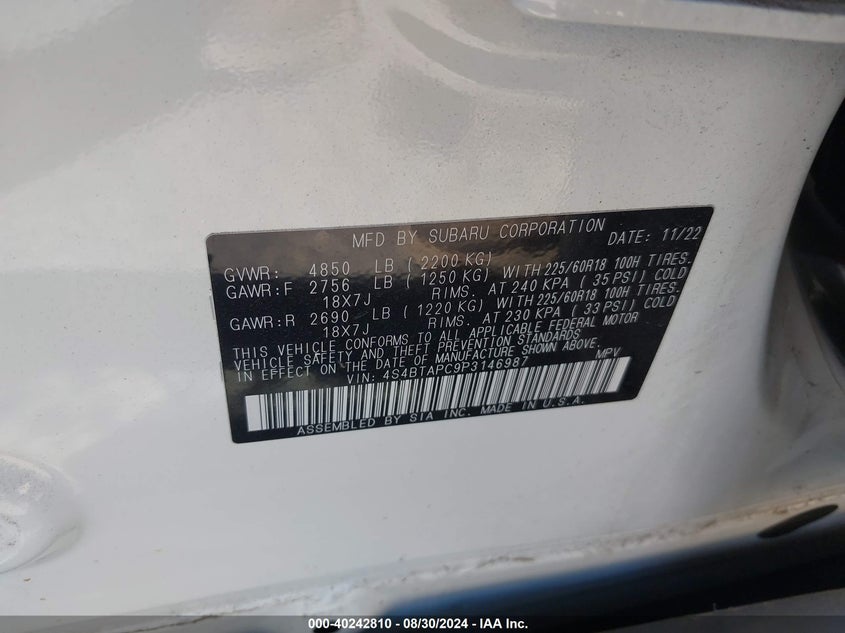 MFD BY SUBARU CORPORATION DATE: 11/22
GVWR: 4850 LB (2200 KG)
GAWR:F 2756 LB (1250 KG) WITH 225/60R18 100H TIRES.
18X7J RIMS. AT 240 KPA (35 PSI) COLD
GAWR:R 2690 LB (1220 KG) WITH 225/60R18 100H TIRES.
18X7J RIMS. AT 230 KPA (33 PSI) COLD
THIS VEHICLE CONFORMS TO ALL APPLICABLE FEDERAL MOTOR
VEHICLE SAFETY AND THEFT PREVENTION STANDARDS
IN EFFECT ON THE DATE OF MANUFACTURE SHOWN ABOVE.
VIN: 4S4BTAPC9P3146987 MPV
ASSEMBLED BY SIA INC. MADE IN U.S.A.
000-40242810 - 08/30/2024 - IAA Inc.